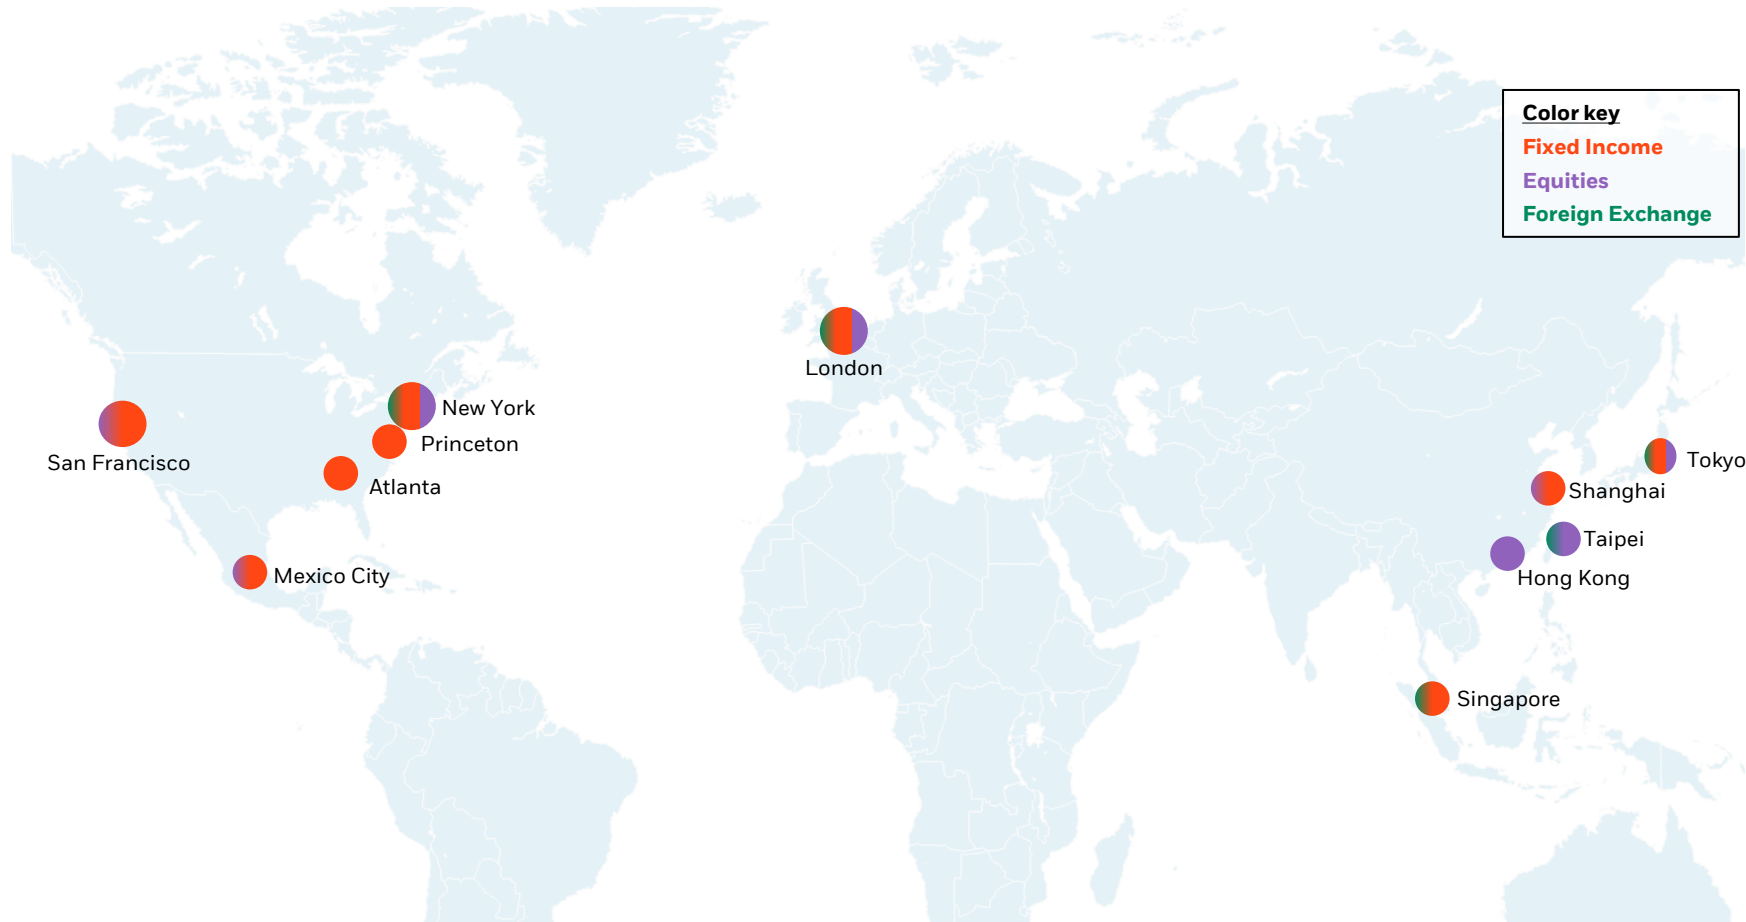 Color key
Fixed Income
Equities
Foreign Exchange
London
New York
Princeton
San Francisco
Atlanta
Mexico City
Tokyo
Shanghai
Taipei
Hong Kong
Singapore